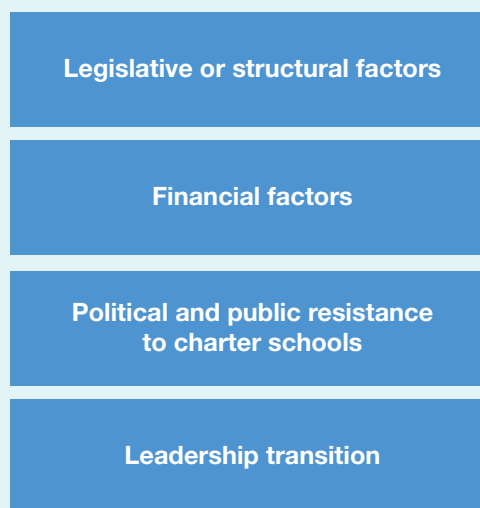 Legislative or structural factors
Financial factors
Political and public resistance
to charter schools
Leadership transition